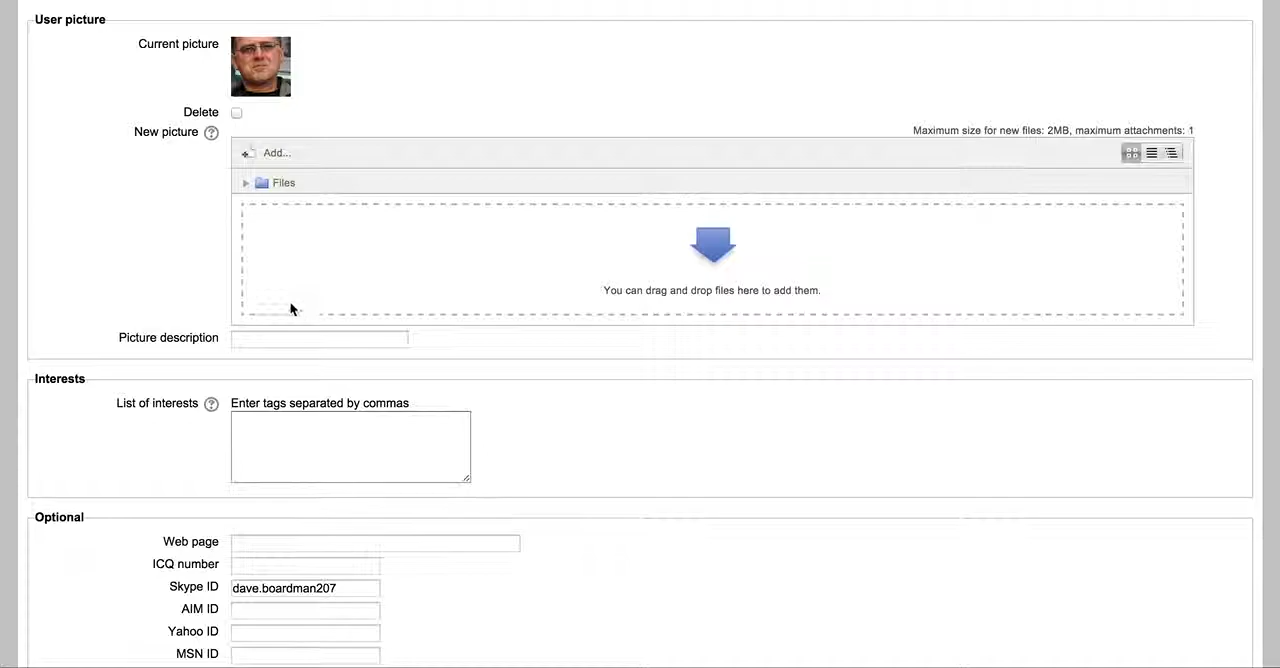 User picture
Current picture
Delete
New picture
Maximum size for new files: 2MB, maximum attachments: 1
Add...
Files
You can drag and drop files here to add them.
Picture description
Interests
List of interests
Enter tags separated by commas
Optional
Web page
ICQ number
Skype ID dave.boardman207
AIM ID
Yahoo ID
MSN ID